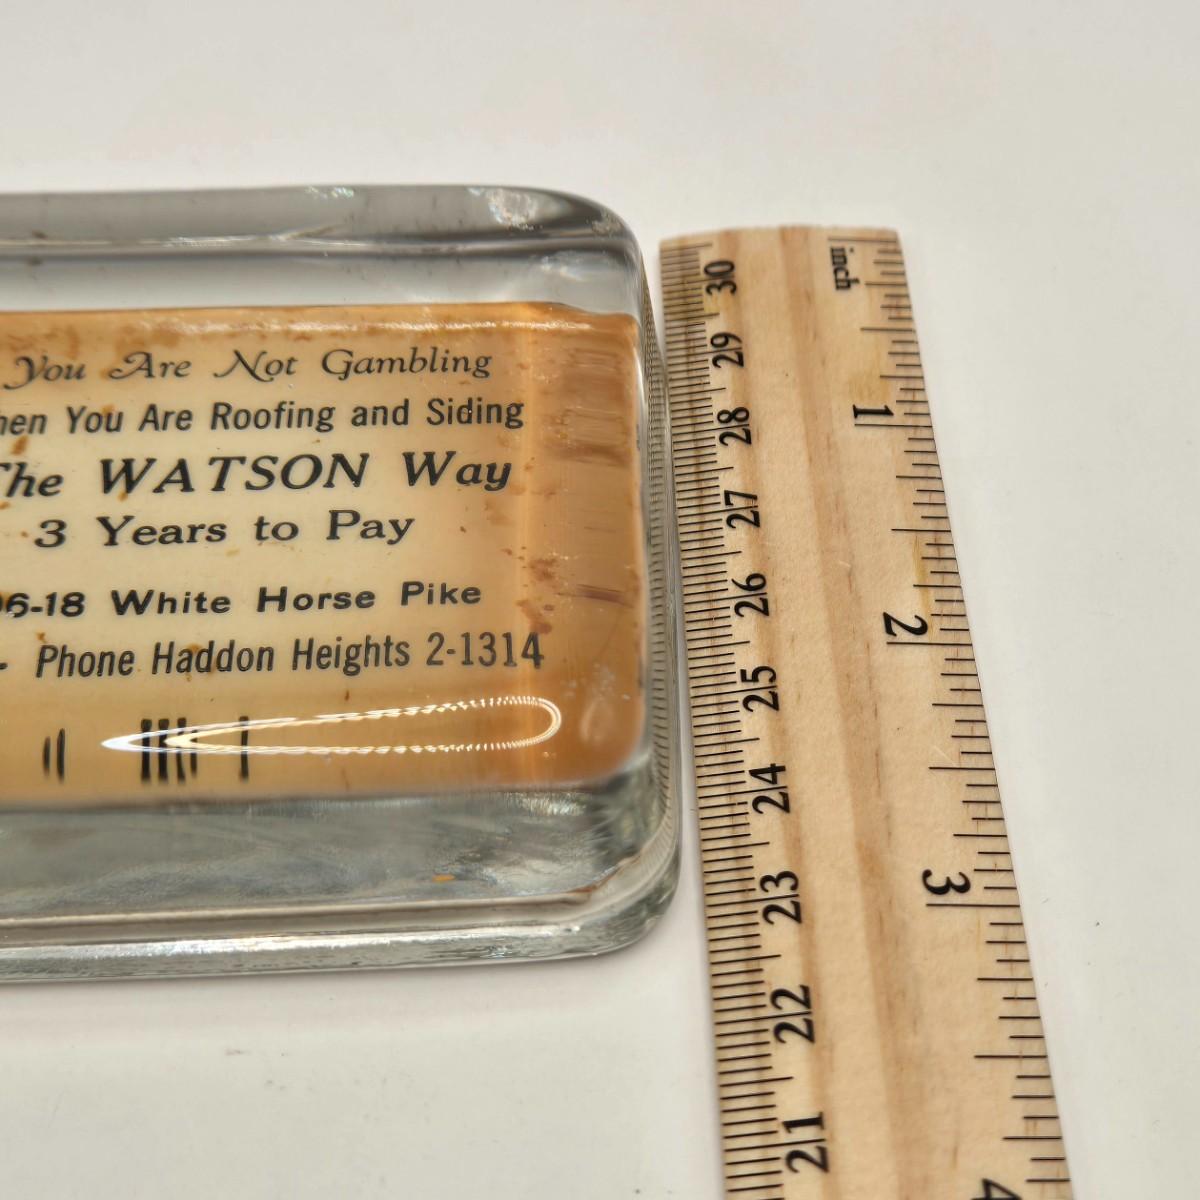 You Are Not Gambling
hen You Are Roofing and Siding
The WATSON Way
3 Years to Pay
6-18 White Horse Pike
- Phone Haddon Heights 2-1314
30
29
28
27
26
25
24
23
22
21
inch
1
2
3
4